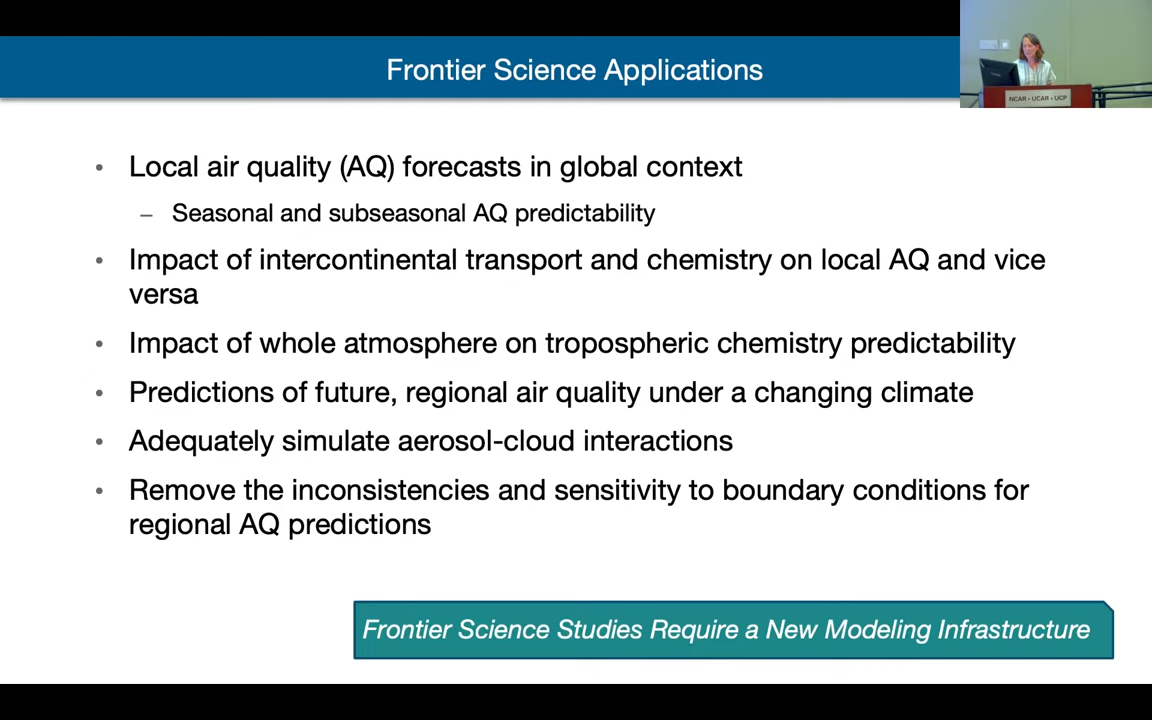 Frontier Science Applications
NCAR • UCAR • UCP
• Local air quality (AQ) forecasts in global context
– Seasonal and subseasonal AQ predictability
• Impact of intercontinental transport and chemistry on local AQ and vice
versa
• Impact of whole atmosphere on tropospheric chemistry predictability
• Predictions of future, regional air quality under a changing climate
• Adequately simulate aerosol-cloud interactions
• Remove the inconsistencies and sensitivity to boundary conditions for
regional AQ predictions
Frontier Science Studies Require a New Modeling Infrastructure